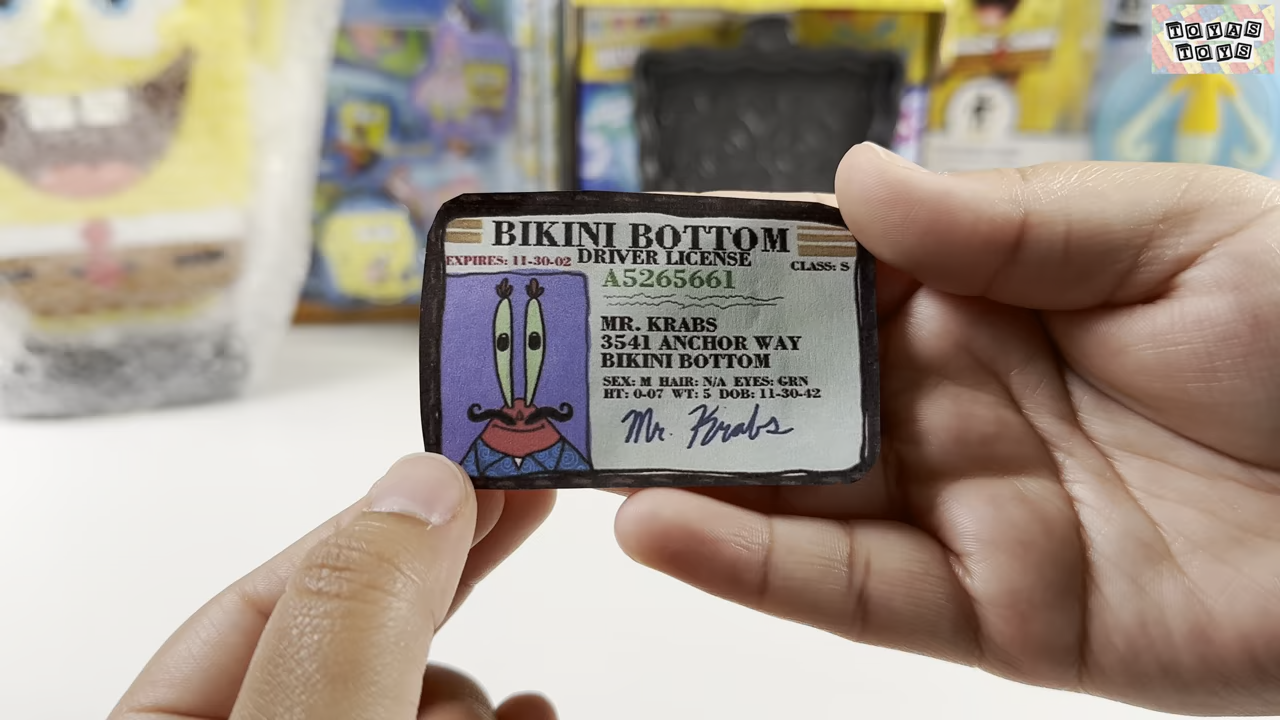 TOYAS
TOYS
BIKINI BOTTOM
DRIVER LICENSE
EXPIRES: 11-30-02
CLASS: S
A5265661
MR. KRABS
3541 ANCHOR WAY
BIKINI BOTTOM
SEX: M HAIR: N/A EYES: GRN
HT: 0-07 WT: 5 DOB: 11-30-42
Mr. Krabs